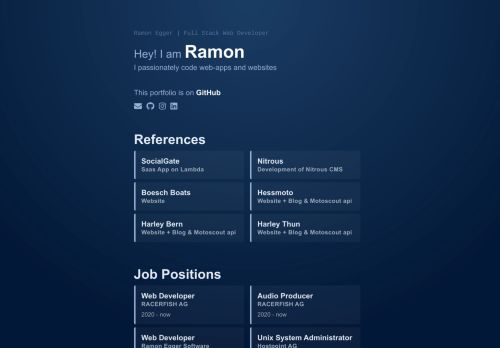 Ramon Egger | Full Stack Web Developer
Hey! I am Ramon
I passionately code web-apps and websites
This portfolio is on GitHub
References
SocialGate
Saas App on Lambda
Nitrous
Development of Nitrous CMS
Boesch Boats
Website
Hessmoto
Website + Blog & Motoscout api
Harley Bern
Website + Blog & Motoscout api
Harley Thun
Website + Blog & Motoscout api
Job Positions
Web Developer
RACERFISH AG
2020 - now
Audio Producer
RACERFISH AG
2020 - now
Web Developer
Ramon Egger Software
Unix System Administrator
Hostpoint AG